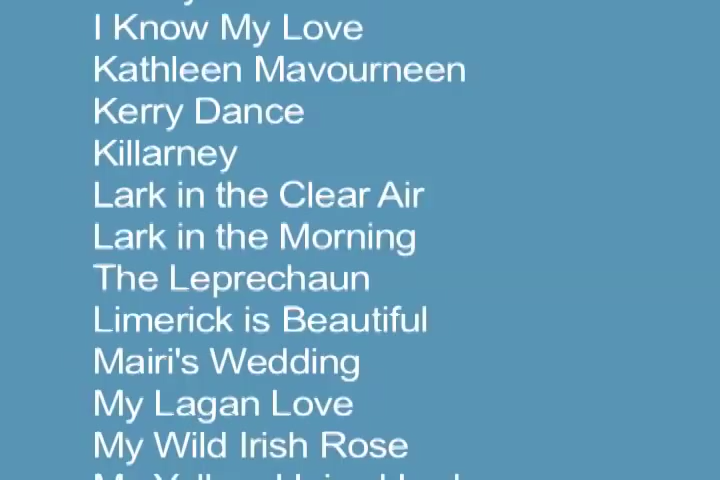 I Know My Love
Kathleen Mavourneen
Kerry Dance
Killarney
Lark in the Clear Air
Lark in the Morning
The Leprechaun
Limerick is Beautiful
Mairi's Wedding
My Lagan Love
My Wild Irish Rose